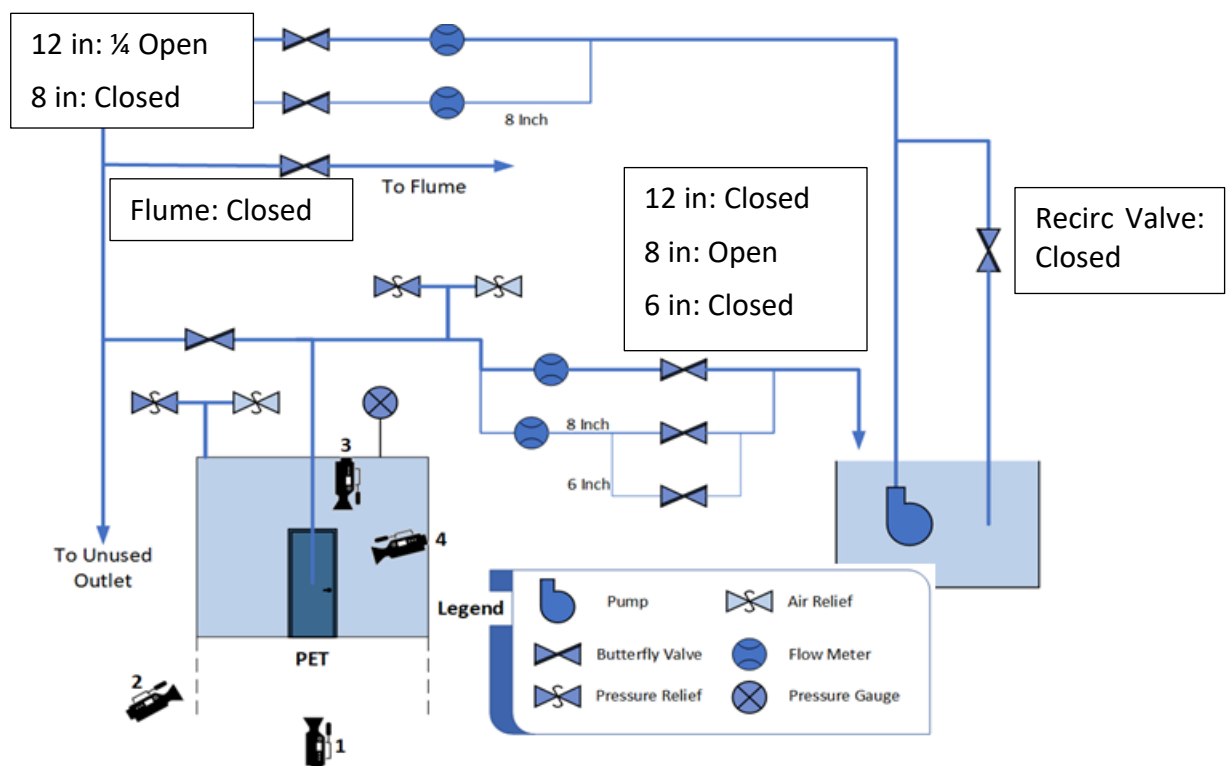 12 in: ¼ Open
8 in: Closed
8 Inch
To Flume
Flume: Closed
12 in: Closed
8 in: Open
6 in: Closed
Recirc Valve:
Closed
8 Inch
6 Inch
3
4
To Unused
Outlet
PET
2
1
Legend
Pump
Air Relief
Butterfly Valve
Flow Meter
Pressure Relief
Pressure Gauge